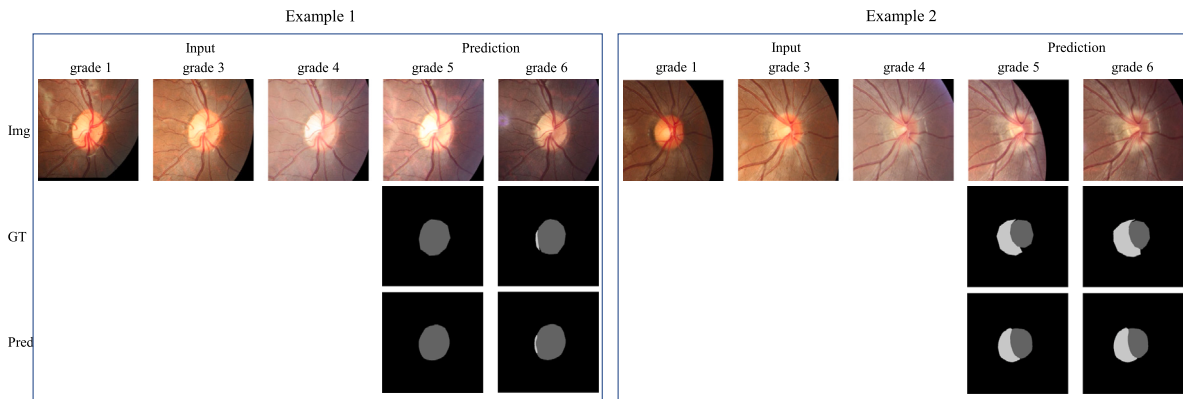 Example 1
Example 2
Input
Prediction
grade 1
grade 3
grade 4
grade 5
grade 6
Input
Prediction
grade 1
grade 3
grade 4
grade 5
grade 6
Img
GT
Pred